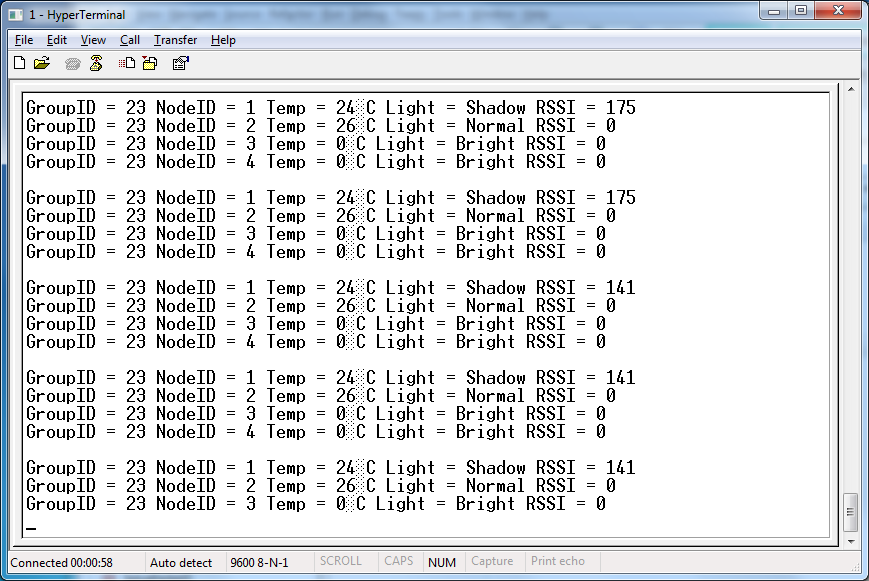 1 - HyperTerminal
File Edit View Call Transfer Help
GroupID = 23 NodeID = 1 Temp = 24░C Light = Shadow RSSI = 175
GroupID = 23 NodeID = 2 Temp = 26░C Light = Normal RSSI = 0
GroupID = 23 NodeID = 3 Temp = 0░C Light = Bright RSSI = 0
GroupID = 23 NodeID = 4 Temp = 0░C Light = Bright RSSI = 0
GroupID = 23 NodeID = 1 Temp = 24░C Light = Shadow RSSI = 175
GroupID = 23 NodeID = 2 Temp = 26░C Light = Normal RSSI = 0
GroupID = 23 NodeID = 3 Temp = 0░C Light = Bright RSSI = 0
GroupID = 23 NodeID = 4 Temp = 0░C Light = Bright RSSI = 0
GroupID = 23 NodeID = 1 Temp = 24░C Light = Shadow RSSI = 141
GroupID = 23 NodeID = 2 Temp = 26░C Light = Normal RSSI = 0
GroupID = 23 NodeID = 3 Temp = 0░C Light = Bright RSSI = 0
GroupID = 23 NodeID = 4 Temp = 0░C Light = Bright RSSI = 0
GroupID = 23 NodeID = 1 Temp = 24░C Light = Shadow RSSI = 141
GroupID = 23 NodeID = 2 Temp = 26░C Light = Normal RSSI = 0
GroupID = 23 NodeID = 3 Temp = 0░C Light = Bright RSSI = 0
GroupID = 23 NodeID = 4 Temp = 0░C Light = Bright RSSI = 0
GroupID = 23 NodeID = 1 Temp = 24░C Light = Shadow RSSI = 141
GroupID = 23 NodeID = 2 Temp = 26░C Light = Normal RSSI = 0
GroupID = 23 NodeID = 3 Temp = 0░C Light = Bright RSSI = 0
_
Connected 00:00:58 Auto detect 9600 8-N-1 SCROLL CAPS NUM Capture Print echo